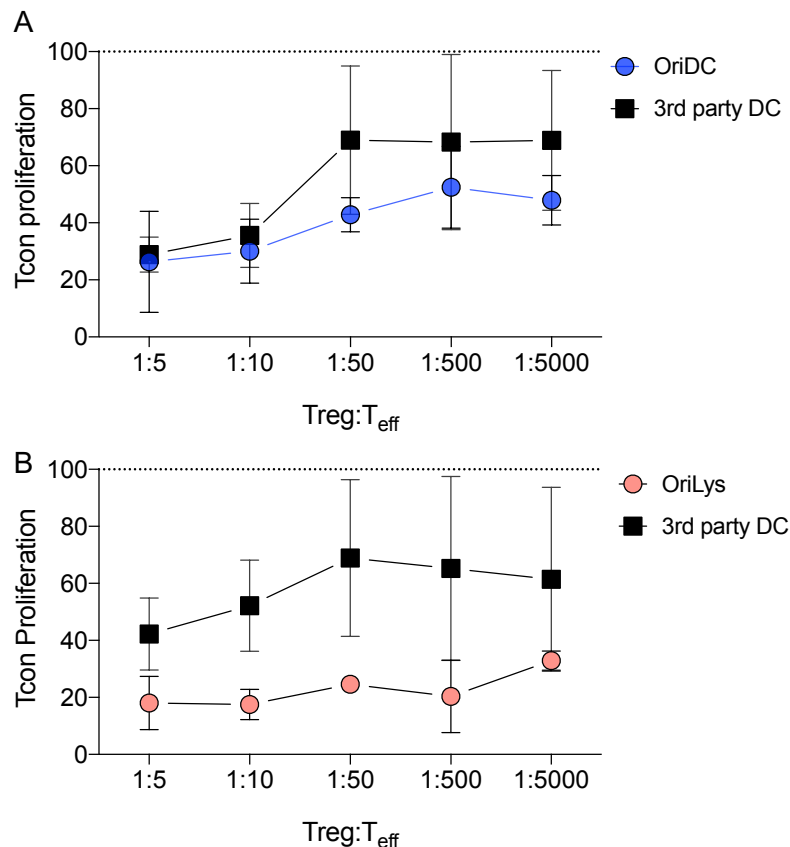 A
100
80
60
40
20
0
Tcon proliferation
1:5 1:10 1:50 1:500 1:5000
Treg:Teff
OriDC
3rd party DC
B
100
80
60
40
20
0
Tcon Proliferation
1:5 1:10 1:50 1:500 1:5000
Treg:Teff
OriLys
3rd party DC